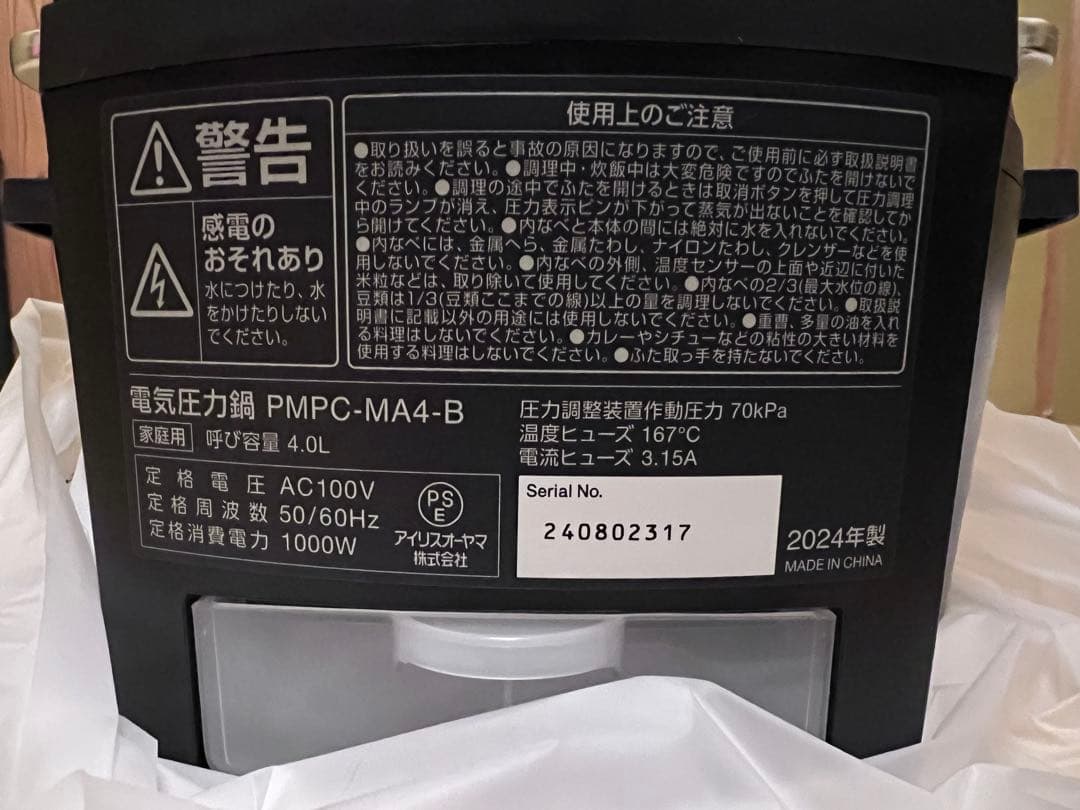 警告
感電の
おそれあり
水につけたり、水
をかけたりしない
でください。
使用上のご注意
●取り扱いを誤ると事故の原因になりますので、ご使用前に必ず取扱説明書
をお読みください。●調理中・炊飯中は大変危険ですのでふたを開けないで
ください。●調理の途中でふたを開けるときは取消ボタンを押して圧力調理
中のランプが消え、圧力表示ピンが下がって蒸気が出ないことを確認してか
ら開けてください。●内なべと本体の間には絶対に水を入れないでください。
●内なべには、金属へら、金属たわし、ナイロンたわし、クレンザーなどを使
用しないでください。●内なべの外側、温度センサーの上面や近辺に付いた
米粒などは、取り除いて使用してください。●内なべの2/3(最大水位の線)、
豆類は1/3(豆類ここまでの線)以上の量を調理しないでください。●取扱説
明書に記載以外の用途には使用しないでください。●重曹、多量の油を入れ
る料理はしないでください。●カレーやシチューなどの粘性の大きい材料を
使用する料理はしないでください。●ふた取っ手を持たないでください。
電気圧力鍋 PMPC-MA4-B
家庭用 呼び容量 4.0L
定格電圧 AC100V
定格周波数 50/60Hz
定格消費電力 1000W
PS
E
アイリスオーヤマ
株式会社
圧力調整装置作動圧力 70kPa
温度ヒューズ 167℃
電流ヒューズ 3.15A
Serial No.
240802317
2024年製
MADE IN CHINA